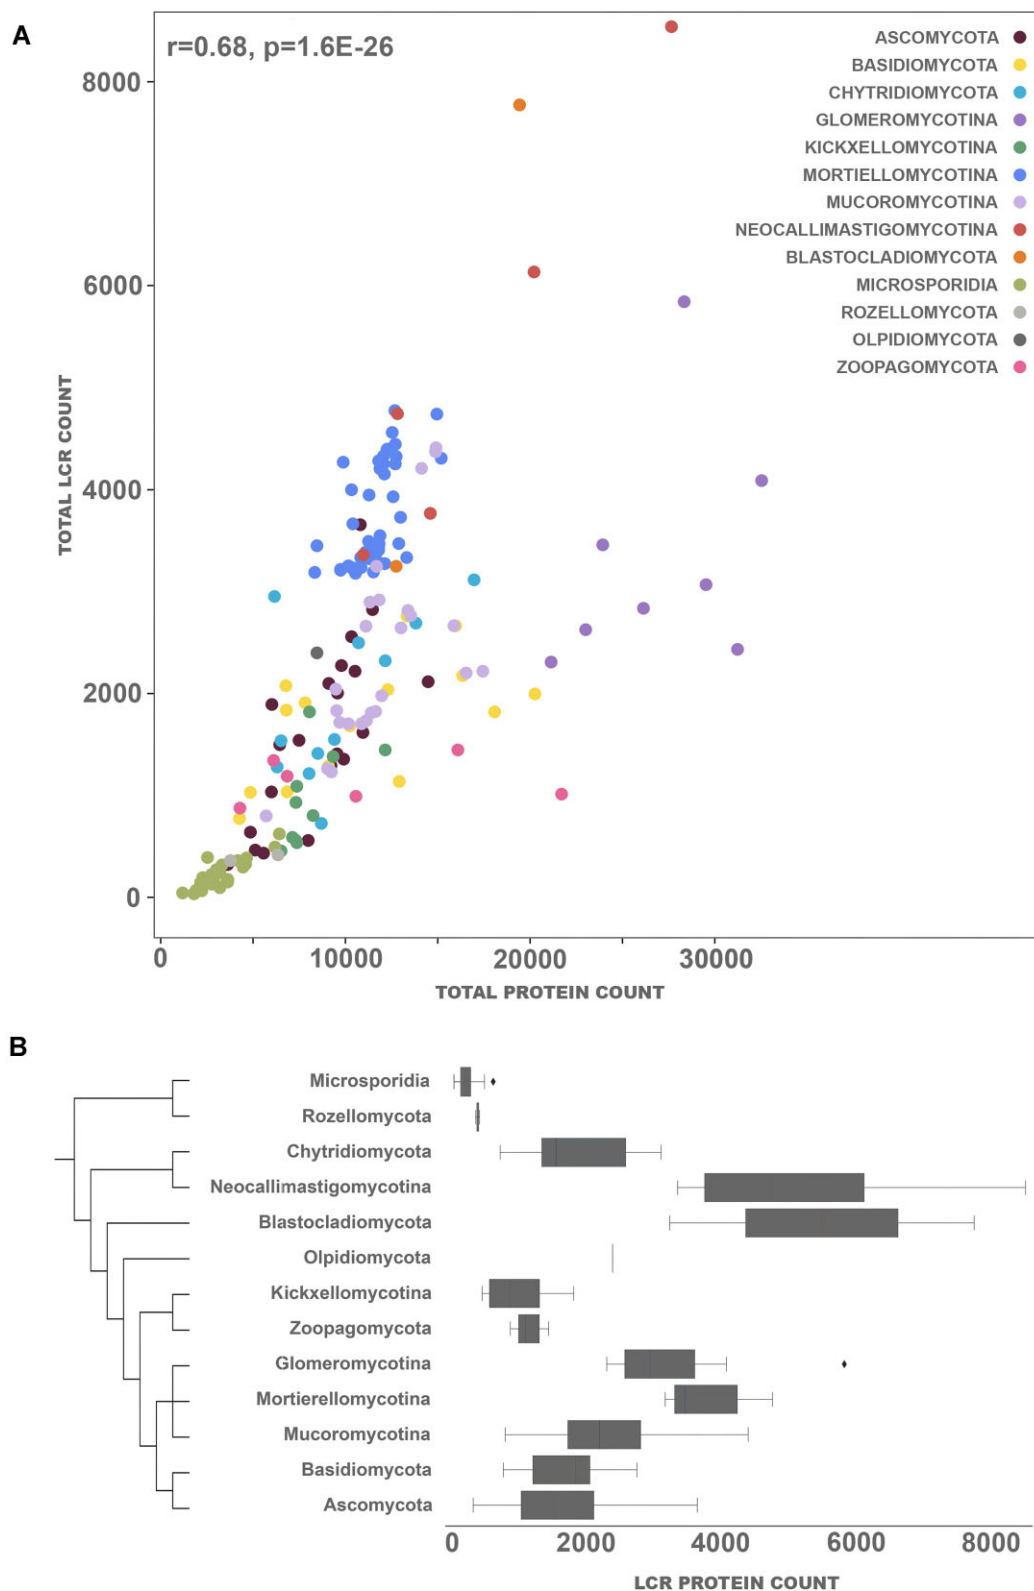 A
r=0.68, p=1.6E-26
ASCOMYCOTA
BASIDIOMYCOTA
CHYTRIDIOMYCOTA
GLOMEROMYCOTINA
KICKXELLOMYCOTINA
MORTIELLOMYCOTINA
MUCOROMYCOTINA
NEOCALLIMASTIGOMYCOTINA
BLASTOCLADIOMYCOTA
MICROSPORIDIA
ROZELLOMYCOTA
OLPIDIOMYCOTA
ZOOPAGOMYCOTA
8000
6000
4000
2000
0
TOTAL LCR COUNT
0 10000 20000 30000
TOTAL PROTEIN COUNT
B
Microsporidia
Rozellomycota
Chytridiomycota
Neocallimastigomycotina
Blastocladiomycota
Olpidiomycota
Kickxellomycotina
Zoopagomycota
Glomeromycotina
Mortierellomycotina
Mucoromycotina
Basidiomycota
Ascomycota
0 2000 4000 6000 8000
LCR PROTEIN COUNT